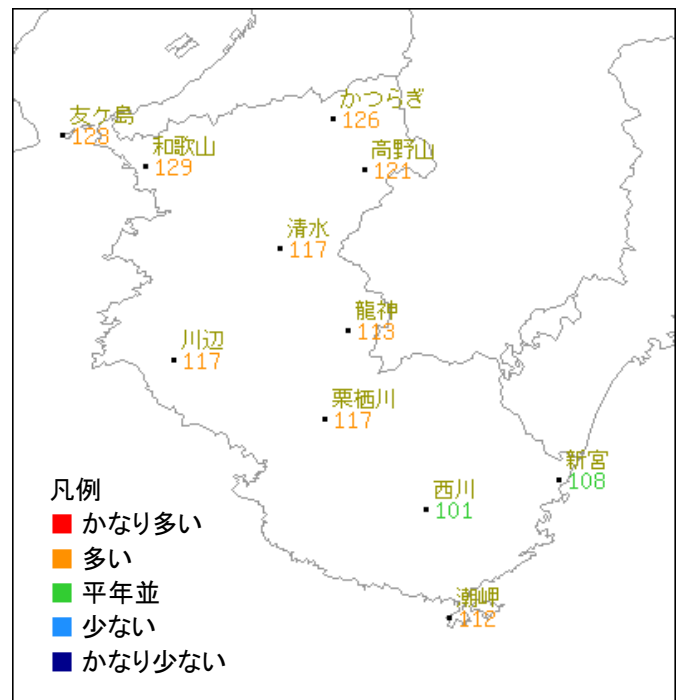 かつらぎ
126
友ケ島
123
和歌山
129
高野山
121
清水
117
龍神
113
川辺
117
栗栖川
117
新宮
108
西川
101
潮岬
112
凡例
かなり多い
多い
平年並
少ない
かなり少ない